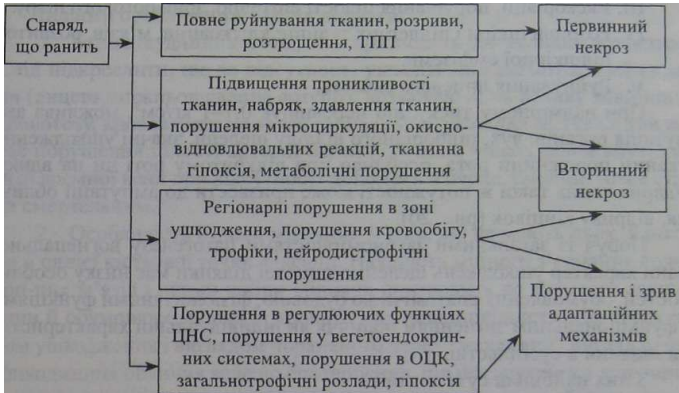 Снаряд,
що ранить
Повне руйнування тканин, розриви,
розтрощення, ТПП
Первинний
некроз
Підвищення проникливості
тканин, набряк, здавлення тканин,
порушення мікроциркуляції, окисно-
відновлювальних реакцій, тканинна
гіпоксія, метаболічні порушення
Вторинний
некроз
Регіонарні порушення в зоні
ушкодження, порушення кровообігу,
трофіки, нейродистрофічні
порушення
Порушення і зрив
адаптаційних
механізмів
Порушення в регулюючих функціях
ЦНС, порушення у вегетоендокрин-
них системах, порушення в ОЦК,
загальнотрофічні розлади, гіпоксія